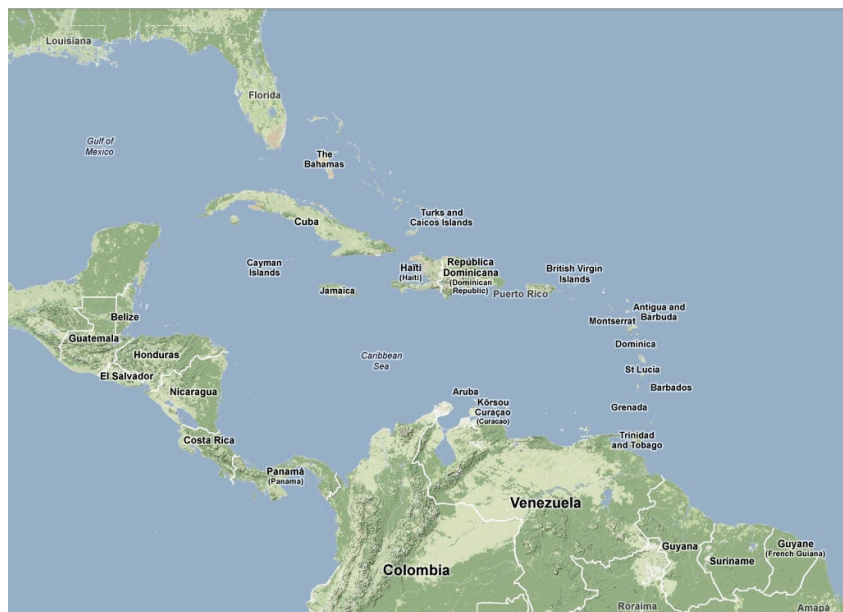 Louisiana
Florida
Gulf of
Mexico
The
Bahamas
Cuba
Turks and
Caicos Islands
Cayman
Islands
Haïti
(Haiti)
República
Dominicana
(Dominican
Republic)
Puerto Rico
British Virgin
Islands
Jamaica
Antigua and
Barbuda
Montserrat
Belize
Guatemala
Dominica
Honduras
Caribbean
Sea
El Salvador
St Lucia
Nicaragua
Barbados
Aruba
Kòrsou
Curaçao
(Curacao)
Grenada
Costa Rica
Trinidad
and Tobago
Panamá
(Panama)
Venezuela
Colombia
Guyana
Suriname
Guyane
(French Guiana)
Roraima
Amapá